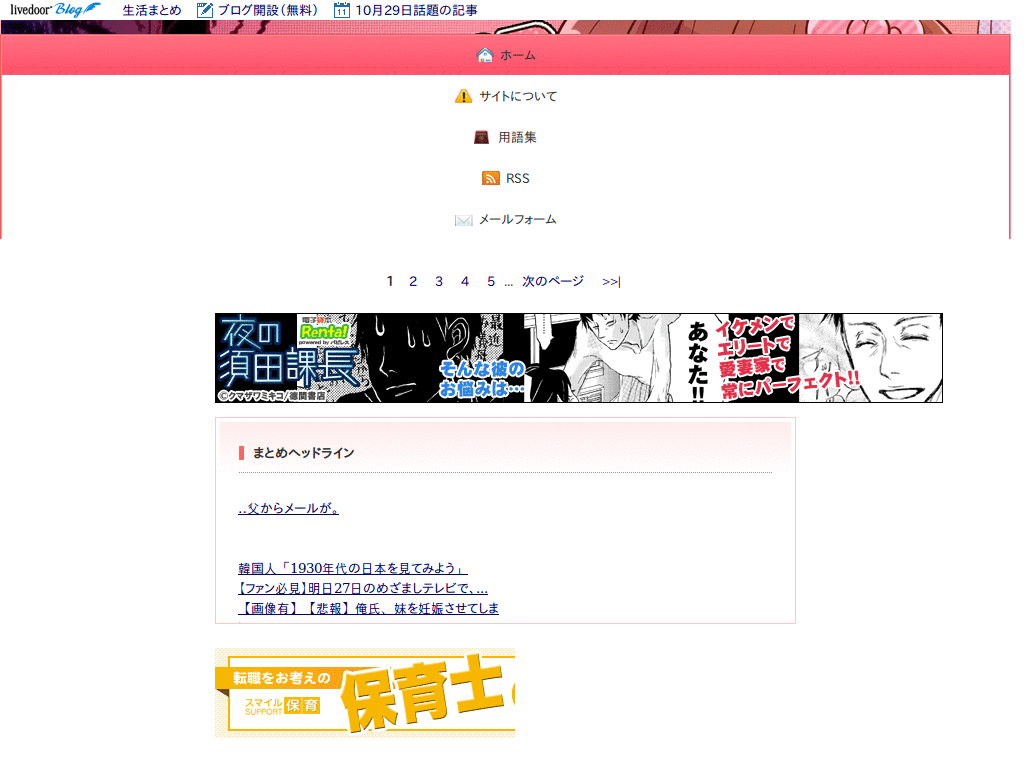 livedoor Blog 生活まとめ ブログ開設（無料） 11 10月29日話題の記事
ホーム
サイトについて
用語集
RSS
メールフォーム
1 2 3 4 5 ... 次のページ >>|
夜の
須田課長
電子貸本
Renta!
powered by パピレス
©クマザワミキコ/徳間書店
最近
そんな彼の
お悩みは…
あなた!!
イケメンで
エリートで
愛妻家で
常にパーフェクト!!
まとめヘッドライン
..父からメールが。
韓国人「1930年代の日本を見てみよう」
【ファン必見】明日27日のめざましテレビで、...
【画像有】【悲報】俺氏、妹を妊娠させてしま
転職をお考えの
保育士
スマイル
SUPPORT
保育